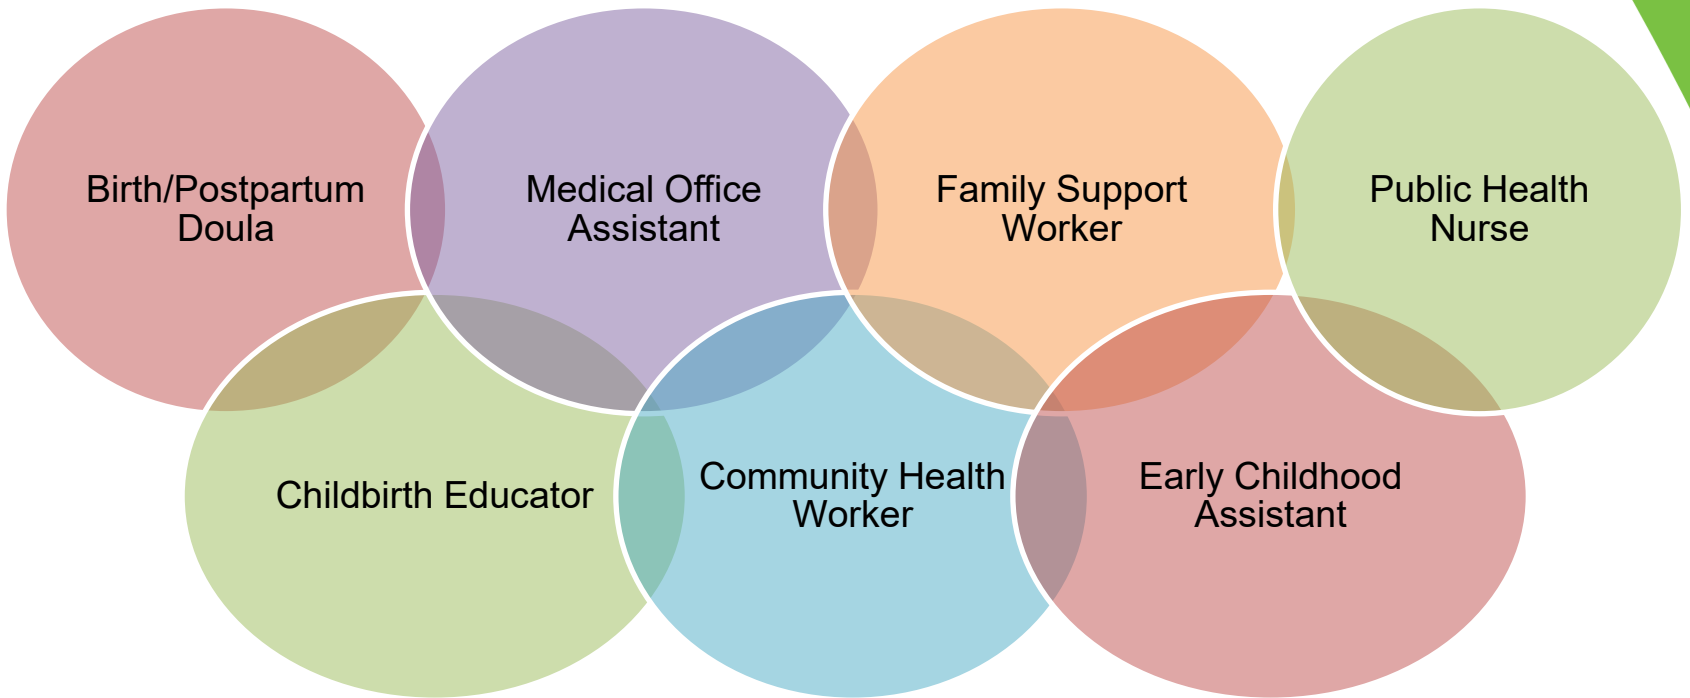 Birth/Postpartum
Doula
Medical Office
Assistant
Family Support
Worker
Public Health
Nurse
Childbirth Educator
Community Health
Worker
Early Childhood
Assistant